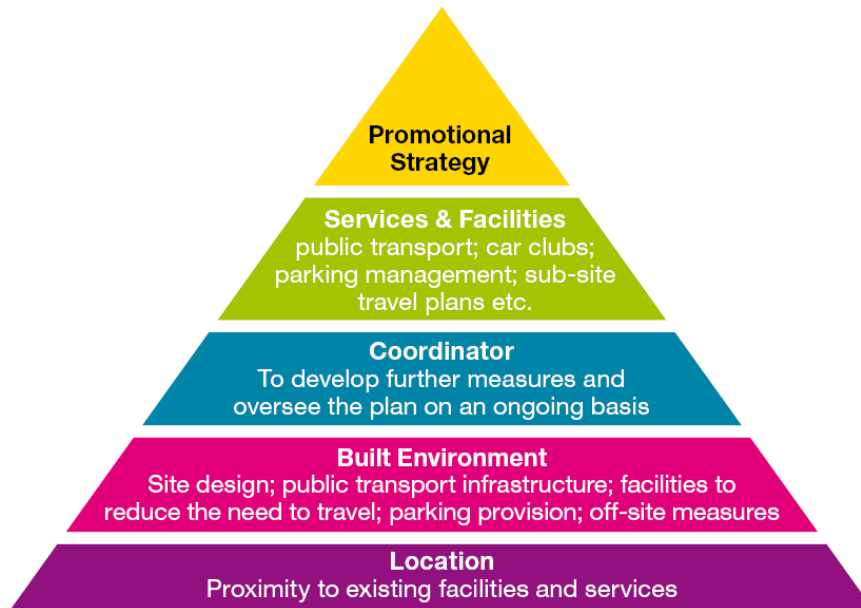 Promotional
Strategy
Services & Facilities
public transport; car clubs;
parking management; sub-site
travel plans etc.
Coordinator
To develop further measures and
oversee the plan on an ongoing basis
Built Environment
Site design; public transport infrastructure; facilities to
reduce the need to travel; parking provision; off-site measures
Location
Proximity to existing facilities and services